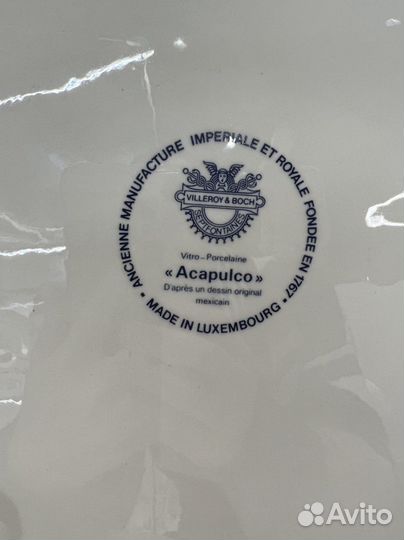 ANCIENNE MANUFACTURE IMPERIALE ET ROYALE FONDEE EN 1767
VILLEROY & BOCH
SEPTFONTAINES
Vitro-Porcelaine
« Acapulco »
D'après un dessin original
mexicain
• MADE IN LUXEMBOURG •
Avito